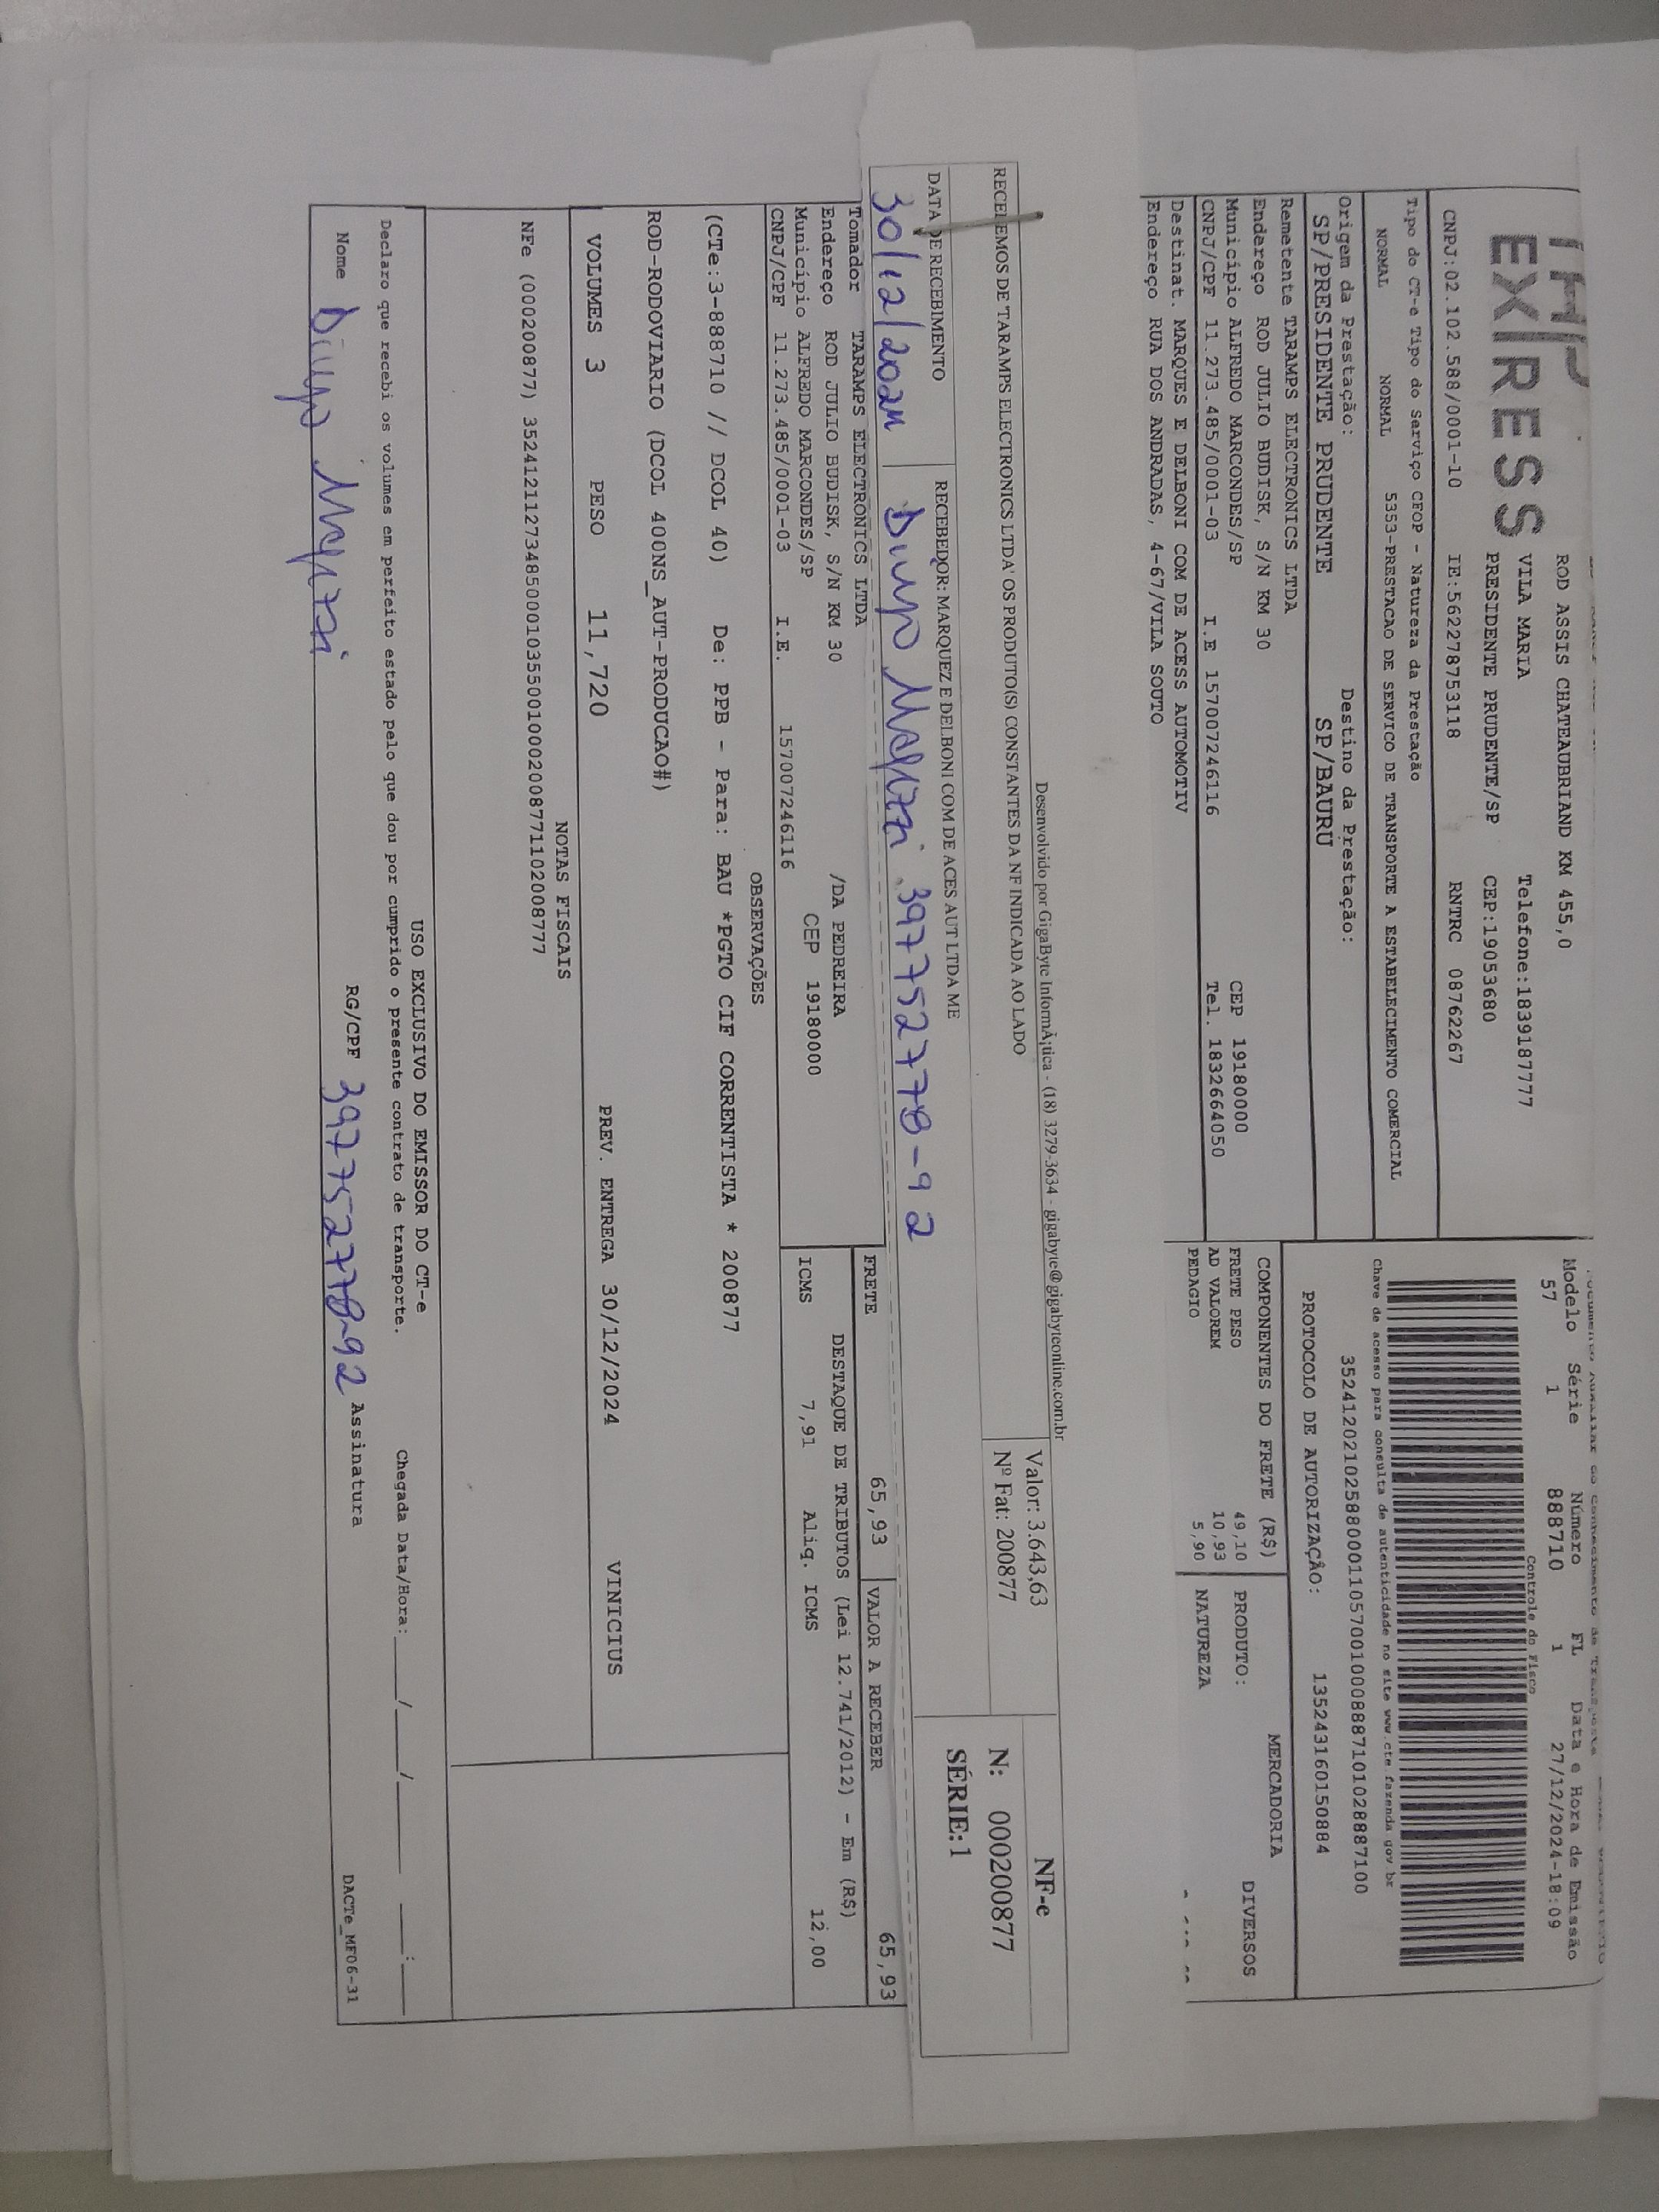 EXPRESS
ROD ASSIS CHATEAUBRIAND KM 455,0
VILA MARIA Telefone:1839187777
PRESIDENTE PRUDENTE/SP CEP:19053680
CNPJ:02.102.588/0001-10 IE:562278753118 RNTRC 08762267
Modelo Série Número FL Data e Hora de Emissão
57 1 888710 1 27/12/2024-18:09
Controle do Fisco
Tipo do CT-e Tipo do Serviço CFOP - Natureza da Prestação
NORMAL NORMAL 5353-PRESTACAO DE SERVICO DE TRANSPORTE A ESTABELECIMENTO COMERCIAL
Chave de acesso para consulta de autenticidade no site www.cte.fazenda.gov.br
35241202102588000110570010008887101028887100
Origem da Prestação: Destino da Prestação:
SP/PRESIDENTE PRUDENTE SP/BAURU
PROTOCOLO DE AUTORIZAÇÃO: 135243160150884
Remetente TARAMPS ELECTRONICS LTDA
Endereço ROD JULIO BUDISK, S/N KM 30
Município ALFREDO MARCONDES/SP CEP 19180000
CNPJ/CPF 11.273.485/0001-03 I.E 157007246116 Tel. 1832664050
Destinat. MARQUES E DELBONI COM DE ACESS AUTOMOTIV
Endereço RUA DOS ANDRADAS, 4-67/VILA SOUTO
COMPONENTES DO FRETE (R$) MERCADORIA
FRETE PESO 49,10 PRODUTO: DIVERSOS
AD VALOREM 10,93
PEDAGIO 5,90 NATUREZA
Desenvolvido por GigaByte InformÃ¡tica - (18) 3279-3634 - gigabyte@gigabyteonline.com.br
RECEBEMOS DE TARAMPS ELECTRONICS LTDA' OS PRODUTO(S) CONSTANTES DA NF INDICADA AO LADO
Valor: 3.643,63
Nº Fat: 200877
NF-e
N: 000200877
SÉRIE:1
DATA DE RECEBIMENTO RECEBEDOR: MARQUEZ E DELBONI COM DE ACES AUT LTDA ME
30/12/2024 397752778-92
Tomador TARAMPS ELECTRONICS LTDA
Endereço ROD JULIO BUDISK, S/N KM 30 /DA PEDREIRA
Município ALFREDO MARCONDES/SP CEP 19180000
CNPJ/CPF 11.273.485/0001-03 I.E. 157007246116
FRETE 65,93 VALOR A RECEBER 65,93
DESTAQUE DE TRIBUTOS (Lei 12.741/2012) - Em (R$)
ICMS 7,91 Aliq. ICMS 12,00
OBSERVAÇÕES
(CTe:3-888710 // DCOL 40) De: PPB - Para: BAU *PGTO CIF CORRENTISTA * 200877
ROD-RODOVIARIO (DCOL 400NS_AUT-PRODUCAO#)
VOLUMES 3 PESO 11,720 PREV. ENTREGA 30/12/2024 VINICIUS
NOTAS FISCAIS
NFe (000200877) 35241211273485000103550010002008771102008777
USO EXCLUSIVO DO EMISSOR DO CT-e
Declaro que recebi os volumes em perfeito estado pelo que dou por cumprido o presente contrato de transporte. Chegada Data/Hora:____/____/______ ____:____
Nome RG/CPF 397752778-92 Assinatura
DACTe_MF06-31